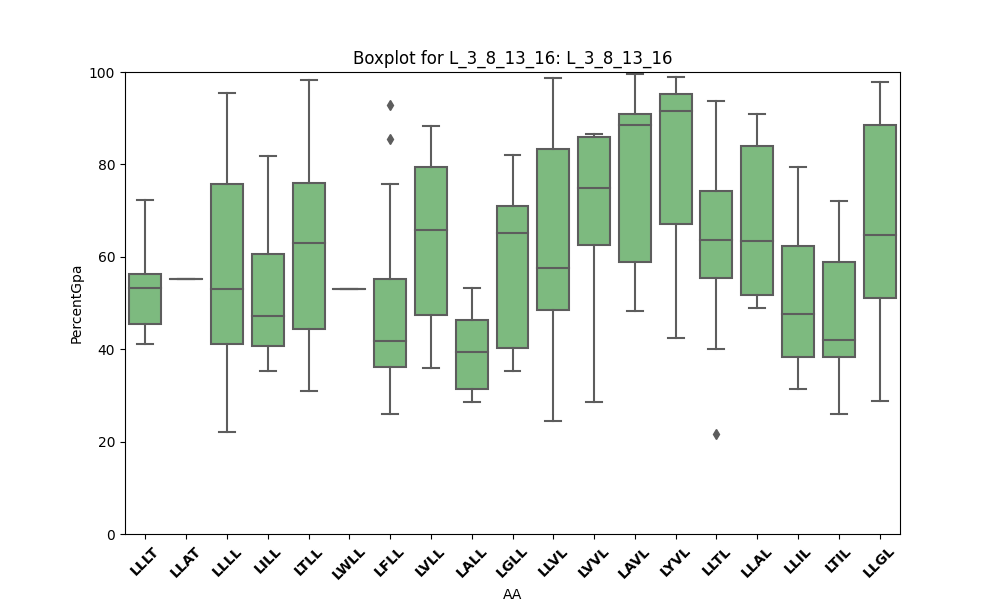 Boxplot for L_3_8_13_16: L_3_8_13_16
PercentGpa
100
80
60
40
20
0
LLLT LLAT LLLL LILL LTLL LWLL LFLL LVLL LALL LGLL LLVL LVVL LAVL LYVL LLTL LLAL LLIL LTIL LLGL
AA